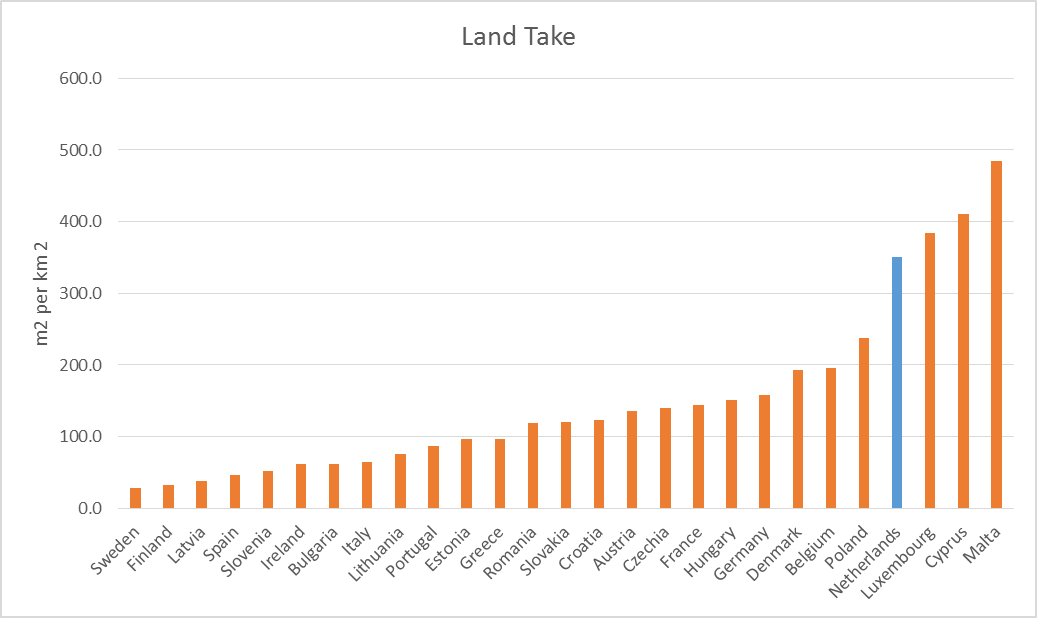 Land Take
600.0
500.0
400.0
300.0
200.0
100.0
0.0
m2 per km 2
Sweden
Finland
Latvia
Spain
Slovenia
Ireland
Bulgaria
Italy
Lithuania
Portugal
Estonia
Greece
Romania
Slovakia
Croatia
Austria
Czechia
France
Hungary
Germany
Denmark
Belgium
Poland
Netherlands
Luxembourg
Cyprus
Malta